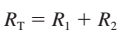 R_T = R_1 + R_2